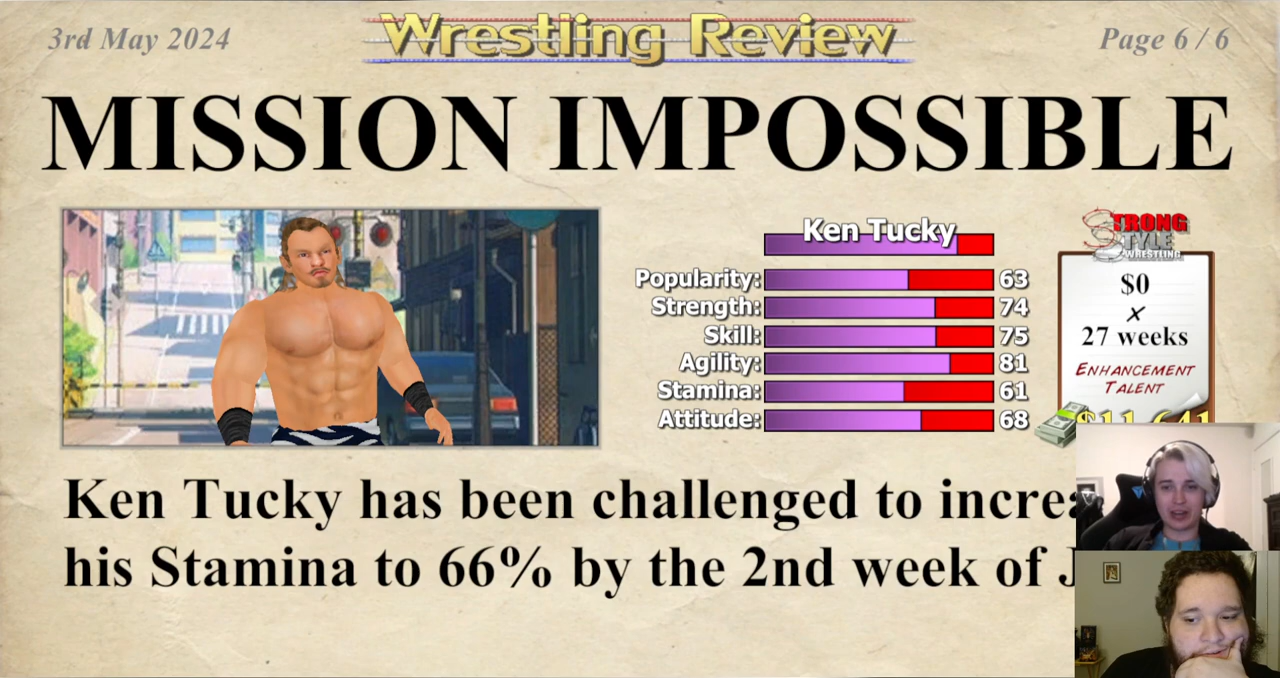 3rd May 2024
Wrestling Review
Page 6 / 6
MISSION IMPOSSIBLE
Ken Tucky
Popularity: 63
Strength: 74
Skill: 75
Agility: 81
Stamina: 61
Attitude: 68
STRONG
STYLE
WRESTLING
$0
x
27 weeks
ENHANCEMENT
TALENT
$11,641
Ken Tucky has been challenged to increa
his Stamina to 66% by the 2nd week of J